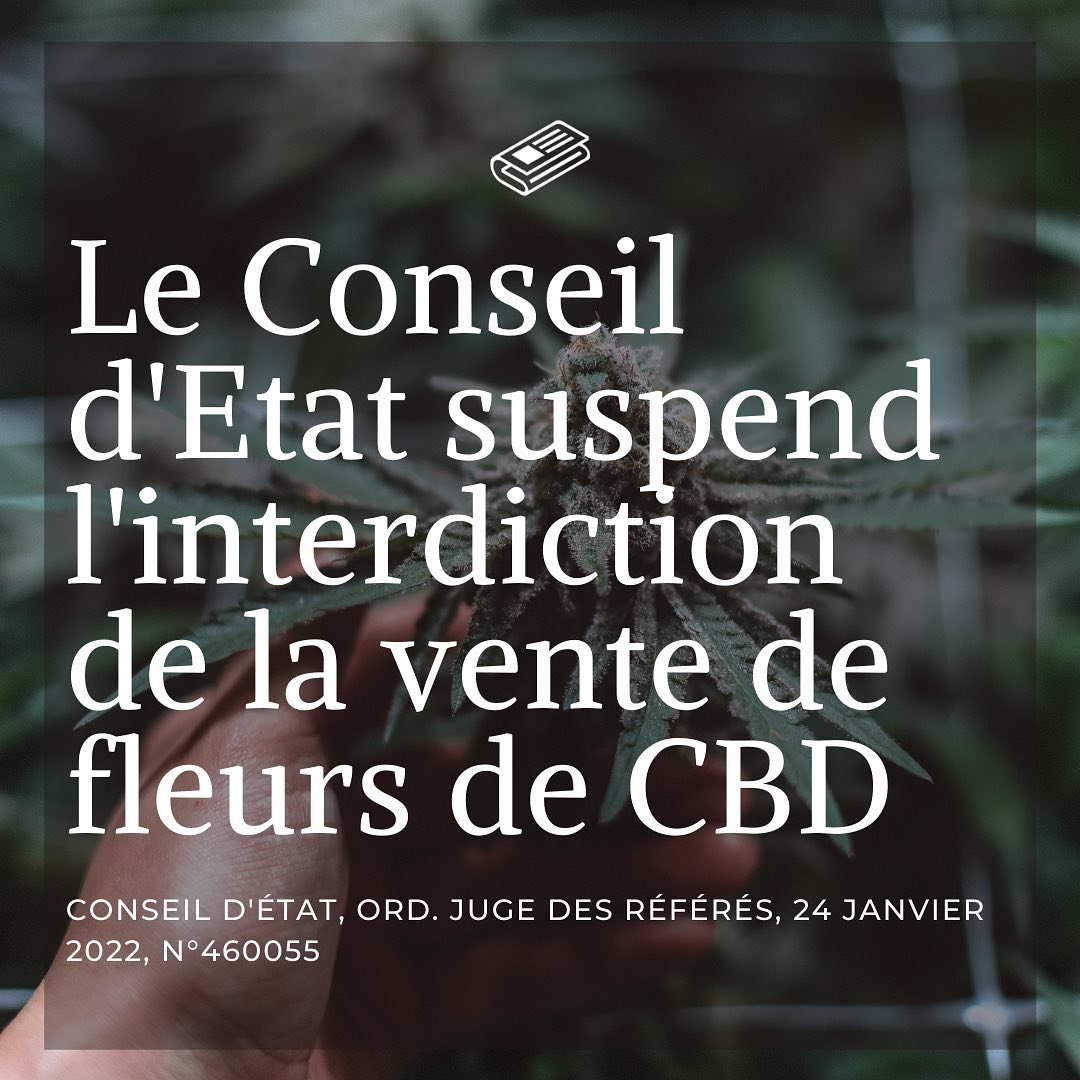 Le Conseil
d'Etat suspend
l'interdiction
de la vente de
fleurs de CBD
CONSEIL D'ÉTAT, ORD. JUGE DES RÉFÉRÉS, 24 JANVIER
2022, N°460055